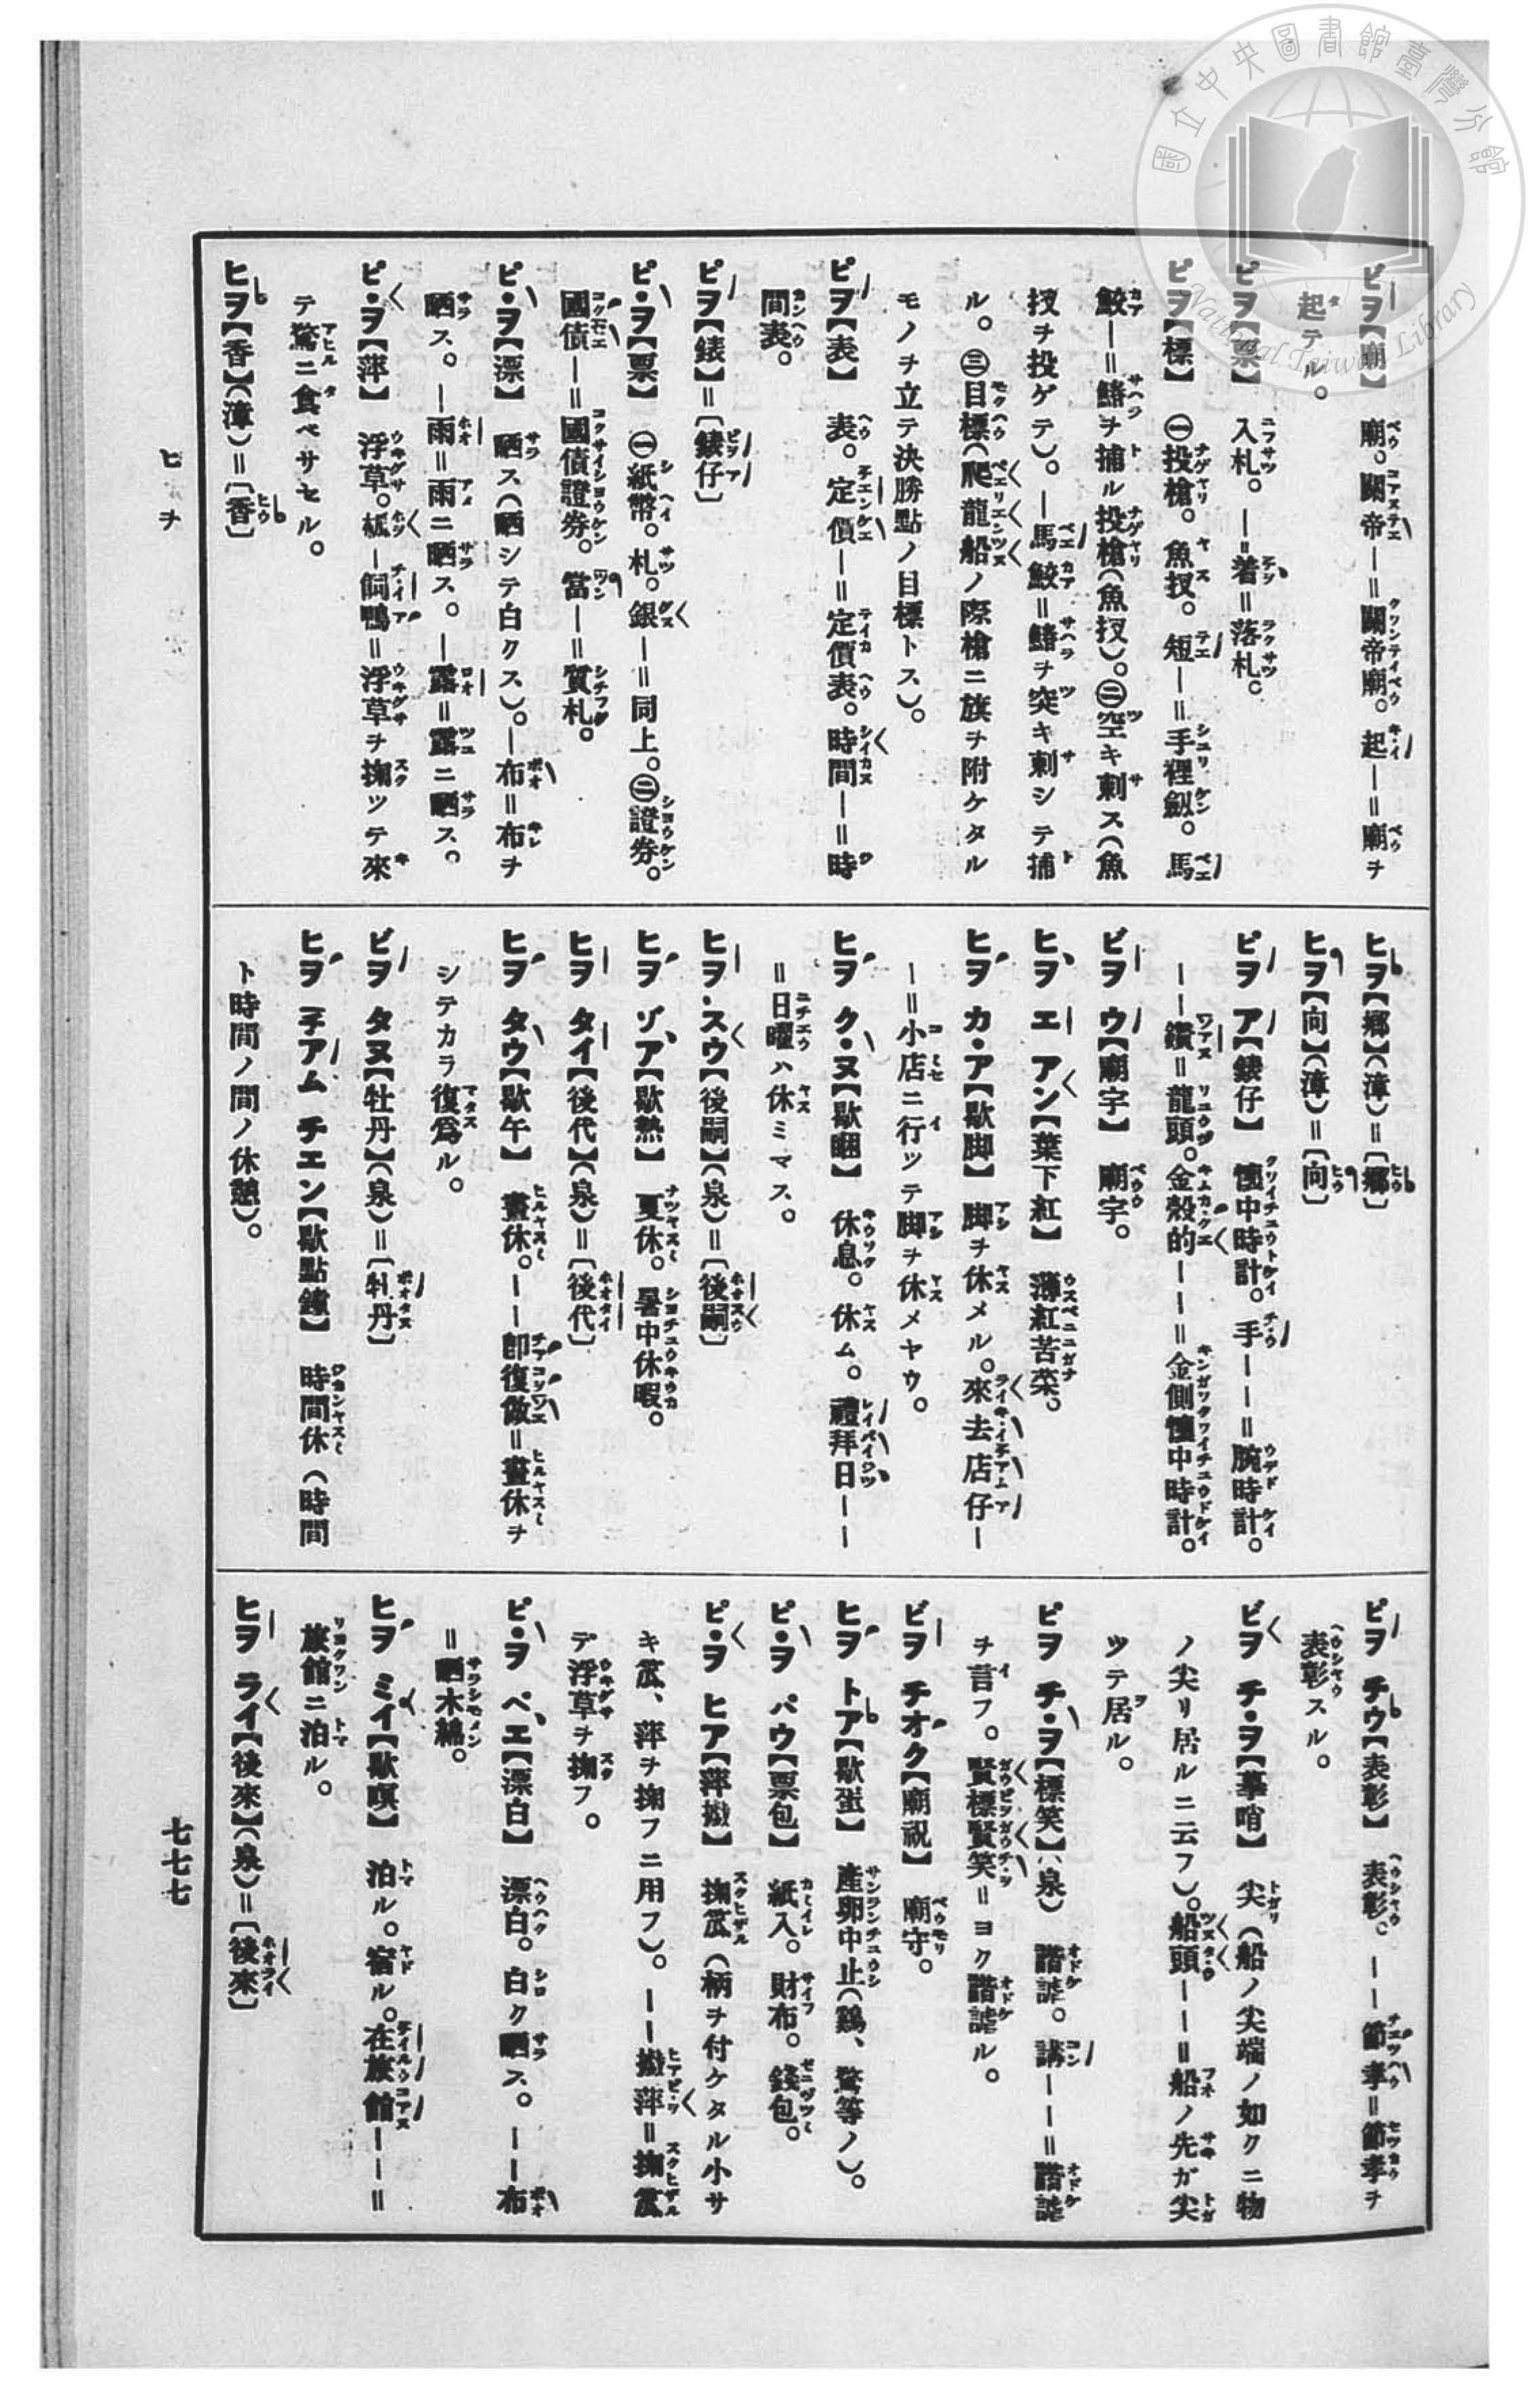 國立中央圖書館臺灣分館
National Taiwan Library
ビヲ【廟】 廟。關帝—=關帝廟。起—=廟ヲ
起テル。
ピヲ【票】 入札。—着=落札。
ピヲ【標】 ㊀投槍。魚扠。短—=手裡劍。馬
鮫—=鰆ヲ捕ル投槍(魚扠)。㊁空キ刺ス(魚
扠ヲ投ゲテ)。—馬鮫=鰆ヲ突キ刺シテ捕
ル。㊂目標(爬龍船ノ際槍ニ旗ヲ附ケタル
モノヲ立テ決勝點ノ目標トス)。
ピヲ【表】 表。定價—=定價表。時間—=時
間表。
ピヲ【錶】=〔錶仔〕
ピ・ヲ【票】 ㊀紙幣。札。銀—=同上。㊁證券。
國債—=國債證券。當—=質札。
ピ・ヲ【漂】 晒ス(晒シテ白クス)。—布=布ヲ
晒ス。—雨=雨ニ晒ス。—露=露ニ晒ス。
ピ・ヲ【萍】 浮草。—飼鴨=浮草ヲ掬ツテ來
テ鶩ニ食ベサセル。
ヒヲ【香】(漳)=〔香〕
ヒヲ【鄉】(漳)=〔鄉〕
ヒヲ【向】(漳)=〔向〕
ピヲ ア【錶仔】 懷中時計。手——=腕時計。
——鑽=龍頭。金殼的——=金側懷中時計。
ビヲ ウ【廟宇】 廟宇。
ヒヲ エ アン【葉下紅】 薄紅苦菜。
ヒヲ カ・ア【歇脚】 脚ヲ休メル。來去店仔—
—=小店ニ行ツテ脚ヲ休メヤウ。
ヒヲ ク・ヌ【歇睏】 休息。休ム。禮拜日——
=日曜ハ休ミマス。
ヒヲ・スウ【後嗣】(泉)=〔後嗣〕
ヒヲ ゾア【歇熱】 夏休。暑中休暇。
ヒヲ タイ【後代】(泉)=〔後代〕
ヒヲ タウ【歇午】 晝休。——卽復做=晝休ヲ
シテカラ復爲ル。
ビヲ タヌ【牡丹】(泉)=〔牡丹〕
ヒヲ チアム チエン【歇點鐘】 時間休(時間
ト時間ノ間ノ休憩)。
ピヲ チウ【表彰】 表彰。——節孝=節孝ヲ
表彰スル。
ビヲ チ・ヲ 尖(船ノ尖端ノ如クニ物
ノ尖リ居ルニ云フ)。船頭——=船ノ先ガ尖
ツテ居ル。
ピヲ チ・ヲ【標笑】(泉) 諧謔。講——=諧謔
ヲ言フ。賢標賢笑=ヨク諧謔ル。
ビヲ チオク【廟祝】 廟守。
ヒヲ トア【歇蛋】 產卵中止(鷄、鶩等ノ)。
ピ・ヲ パウ【票包】 紙入。財布。錢包。
ピ・ヲ ヒア 掬笊(柄ヲ付ケタル小サ
キ笊、萍ヲ掬フニ用フ)。——萍=掬笊
デ浮草ヲ掬フ。
ピ・ヲ ペエ【漂白】 漂白。白ク晒ス。——布
=晒木綿。
ヒヲ ミイ【歇暝】 泊ル。宿ル。在旅館——=
旅館ニ泊ル。
ヒヲ ライ【後來】(泉)=〔後來〕
ヒヲ
七七七